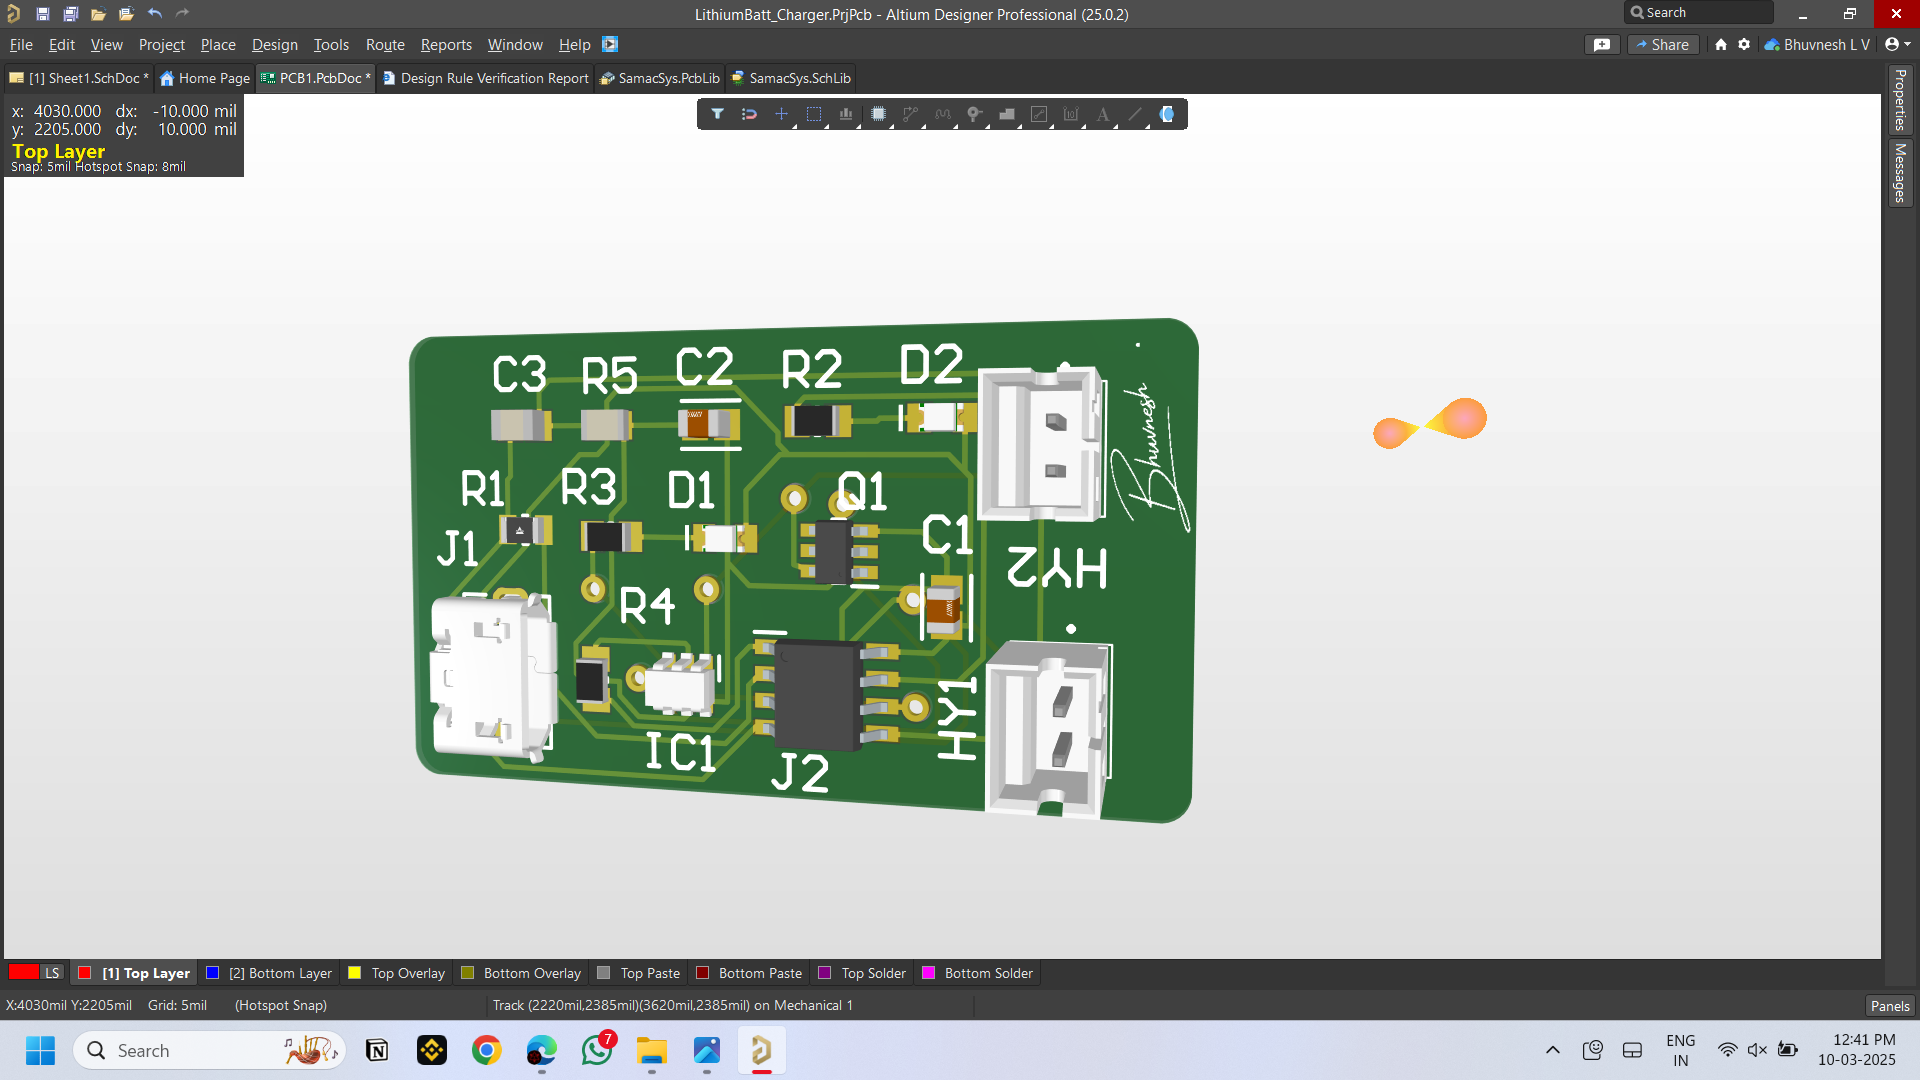 LithiumBatt_Charger.PrjPcb - Altium Designer Professional (25.0.2)
Search
File Edit View Project Place Design Tools Route Reports Window Help
Share
Bhuvnesh L V
[1] Sheet1.SchDoc * Home Page PCB1.PcbDoc * Design Rule Verification Report SamacSys.PcbLib SamacSys.SchLib
Properties
Messages
x: 4030.000 dx: -10.000 mil
y: 2205.000 dy: 10.000 mil
Top Layer
Snap: 5mil Hotspot Snap: 8mil
C3 R5 C2 R2 D2
Bhuvnesh
R1 R3 D1 Q1
J1 C1
HY2
R4
HY1
IC1 J2
LS [1] Top Layer [2] Bottom Layer Top Overlay Bottom Overlay Top Paste Bottom Paste Top Solder Bottom Solder
X:4030mil Y:2205mil Grid: 5mil (Hotspot Snap) Track (2220mil,2385mil)(3620mil,2385mil) on Mechanical 1
Panels
Search
7
ENG
IN
12:41 PM
10-03-2025